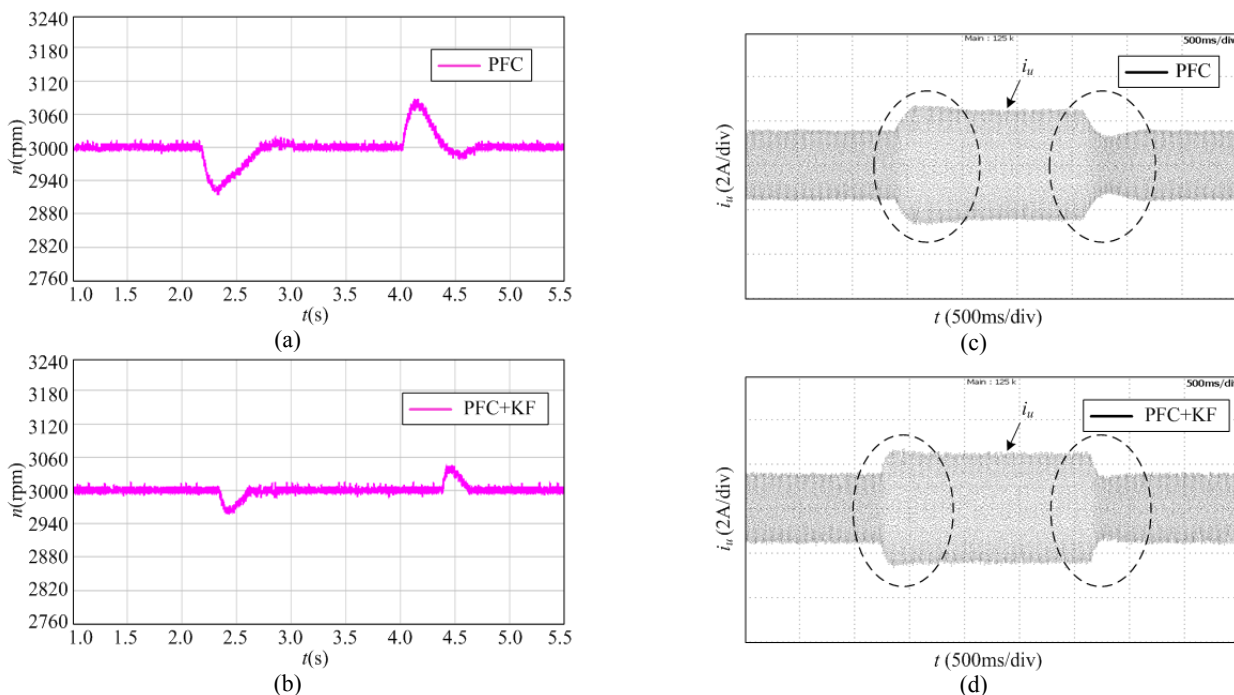 3240
3180
3120
3060
3000
2940
2880
2820
2760
n(rpm)
PFC
1.0 1.5 2.0 2.5 3.0 3.5 4.0 4.5 5.0 5.5
t(s)
(a)
3240
3180
3120
3060
3000
2940
2880
2820
2760
n(rpm)
PFC+KF
1.0 1.5 2.0 2.5 3.0 3.5 4.0 4.5 5.0 5.5
t(s)
(b)
Main : 125 k 500ms/div
iu
PFC
iu (2A/div)
t (500ms/div)
(c)
Main : 125 k 500ms/div
iu
PFC+KF
iu (2A/div)
t (500ms/div)
(d)